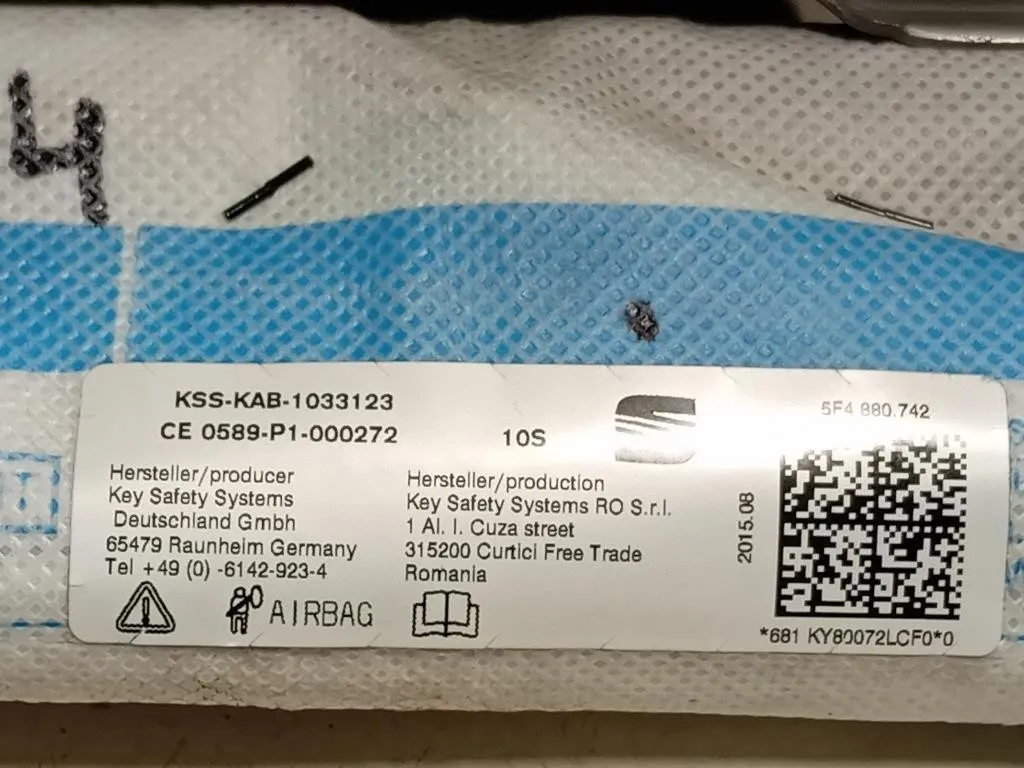 4
KSS-KAB-1033123
CE 0589-P1-000272
10S
Hersteller/producer
Key Safety Systems
Deutschland Gmbh
65479 Raunheim Germany
Tel +49 (0) -6142-923-4
AIRBAG
Hersteller/production
Key Safety Systems RO S.r.l.
1 Al. I. Cuza street
315200 Curtici Free Trade
Romania
2015.08
5F4 880.742
*681 KY80072LCF0*0